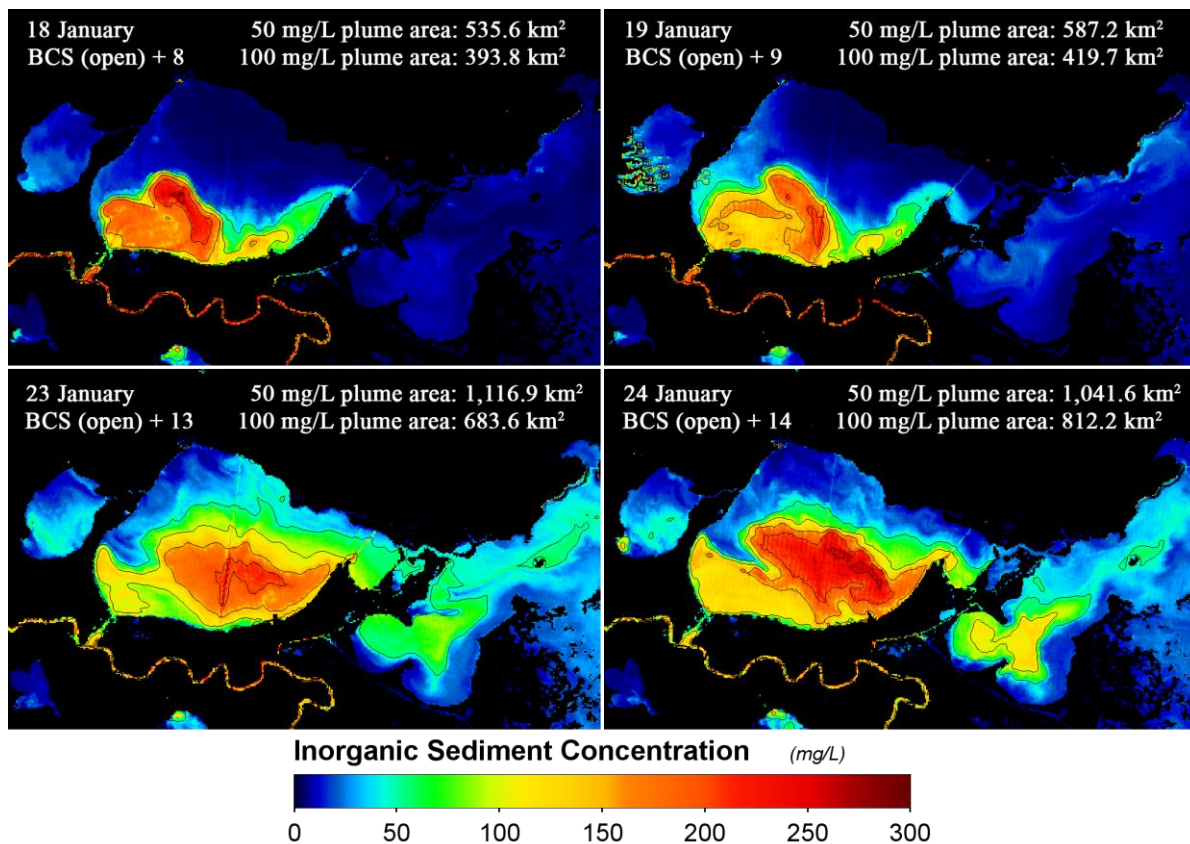 18 January
50 mg/L plume area: 535.6 km²
BCS (open) + 8
100 mg/L plume area: 393.8 km²
19 January
50 mg/L plume area: 587.2 km²
BCS (open) + 9
100 mg/L plume area: 419.7 km²
23 January
50 mg/L plume area: 1,116.9 km²
BCS (open) + 13
100 mg/L plume area: 683.6 km²
24 January
50 mg/L plume area: 1,041.6 km²
BCS (open) + 14
100 mg/L plume area: 812.2 km²
Inorganic Sediment Concentration (mg/L)
0 50 100 150 200 250 300